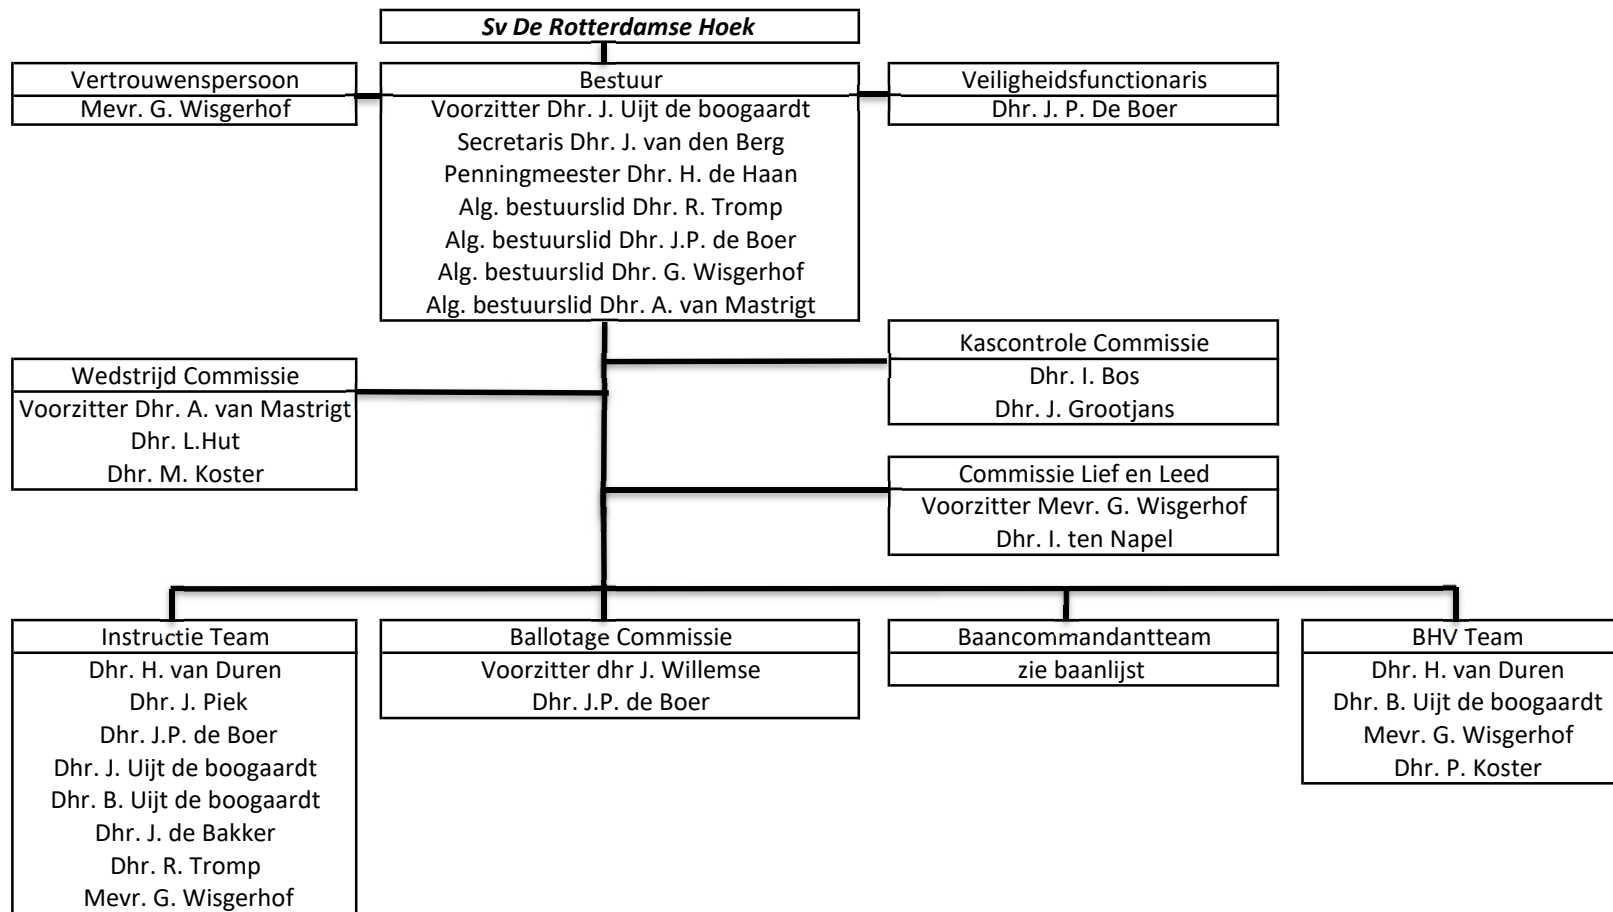 Sv De Rotterdamse Hoek
Vertrouwenspersoon
Mevr. G. Wisgerhof
Bestuur
Voorzitter Dhr. J. Uijt de boogaardt
Secretaris Dhr. J. van den Berg
Penningmeester Dhr. H. de Haan
Alg. bestuurslid Dhr. R. Tromp
Alg. bestuurslid Dhr. J.P. de Boer
Alg. bestuurslid Dhr. G. Wisgerhof
Alg. bestuurslid Dhr. A. van Mastrigt
Veiligheidsfunctionaris
Dhr. J. P. De Boer
Kascontrole Commissie
Dhr. I. Bos
Dhr. J. Grootjans
Wedstrijd Commissie
Voorzitter Dhr. A. van Mastrigt
Dhr. L.Hut
Dhr. M. Koster
Commissie Lief en Leed
Voorzitter Mevr. G. Wisgerhof
Dhr. I. ten Napel
Instructie Team
Dhr. H. van Duren
Dhr. J. Piek
Dhr. J.P. de Boer
Dhr. J. Uijt de boogaardt
Dhr. B. Uijt de boogaardt
Dhr. J. de Bakker
Dhr. R. Tromp
Mevr. G. Wisgerhof
Ballotage Commissie
Voorzitter dhr J. Willemse
Dhr. J.P. de Boer
Baancommandantteam
zie baanlijst
BHV Team
Dhr. H. van Duren
Dhr. B. Uijt de boogaardt
Mevr. G. Wisgerhof
Dhr. P. Koster